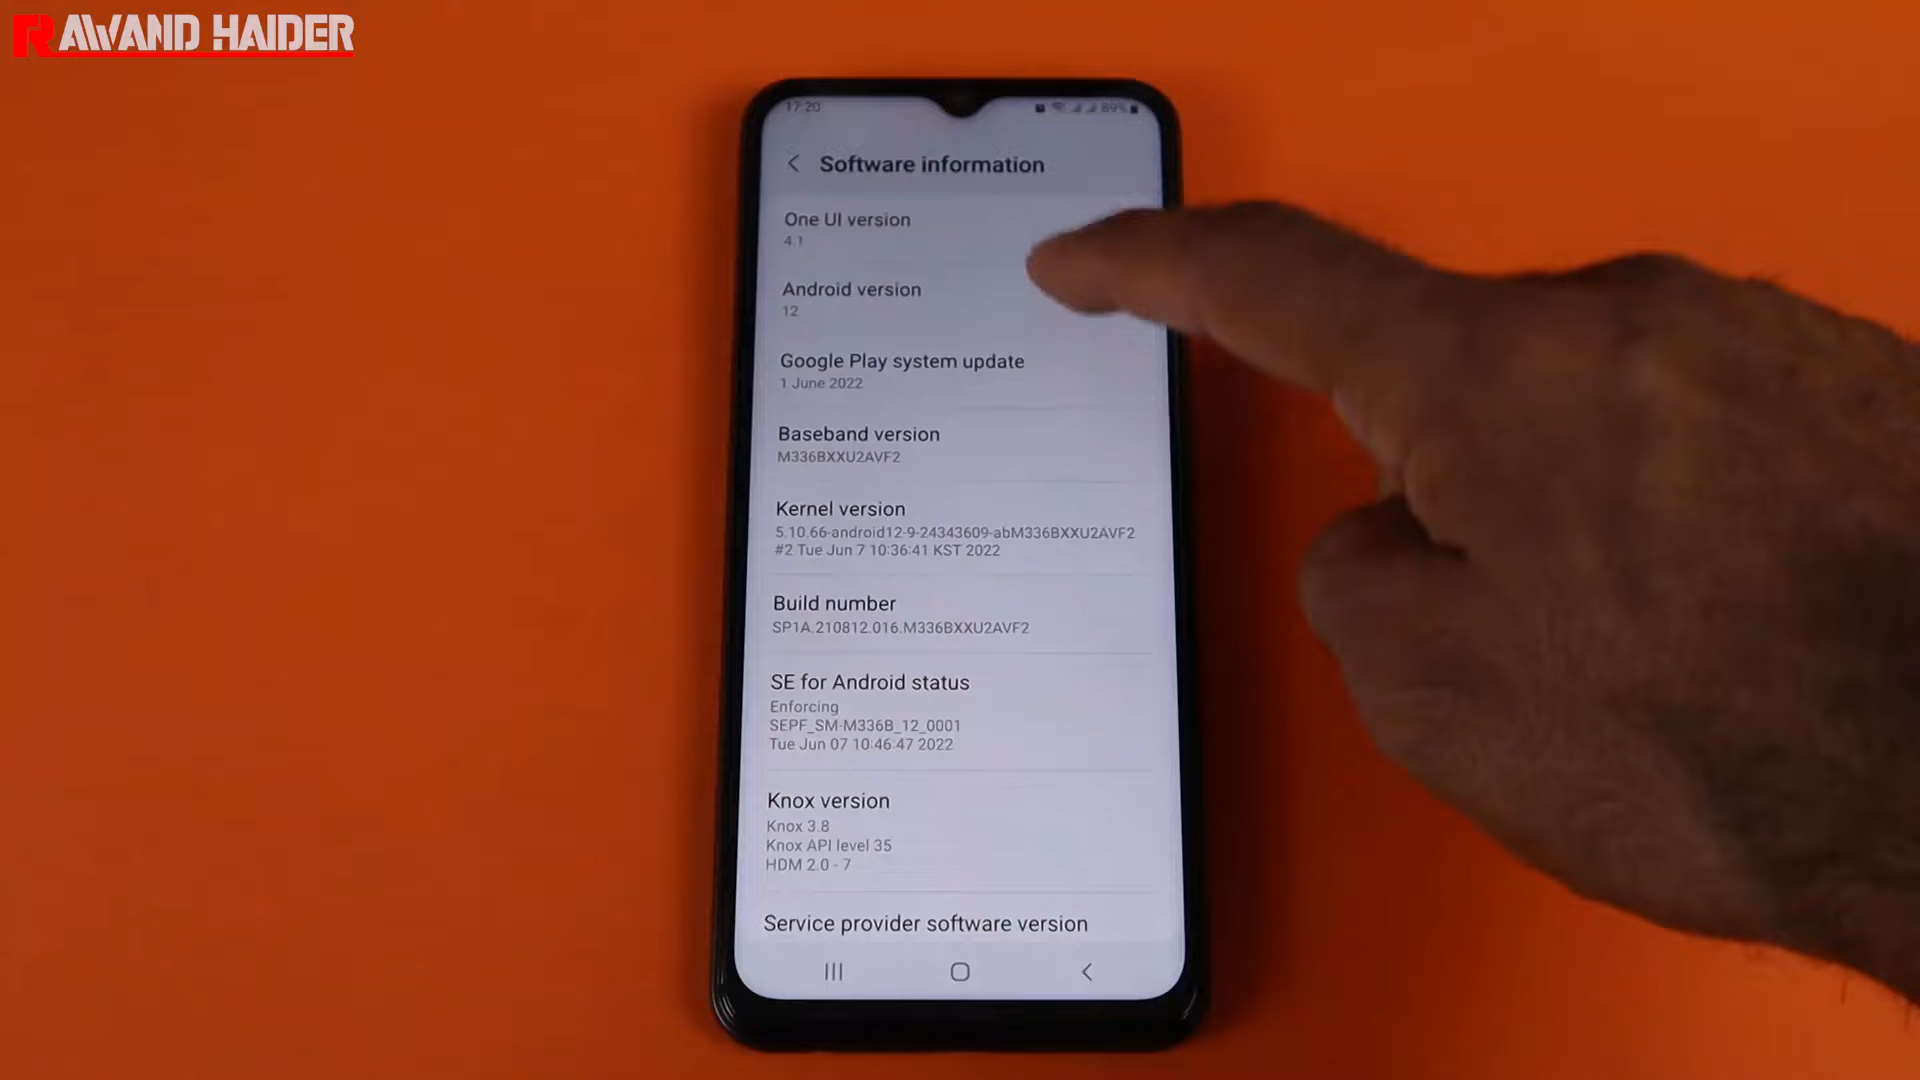 RAWAND HAIDER
17:20
89%
Software information
One UI version
4.1
Android version
12
Google Play system update
1 June 2022
Baseband version
M336BXXU2AVF2
Kernel version
5.10.66-android12-9-24343609-abM336BXXU2AVF2
#2 Tue Jun 7 10:36:41 KST 2022
Build number
SP1A.210812.016.M336BXXU2AVF2
SE for Android status
Enforcing
SEPF_SM-M336B_12_0001
Tue Jun 07 10:46:47 2022
Knox version
Knox 3.8
Knox API level 35
HDM 2.0 - 7
Service provider software version